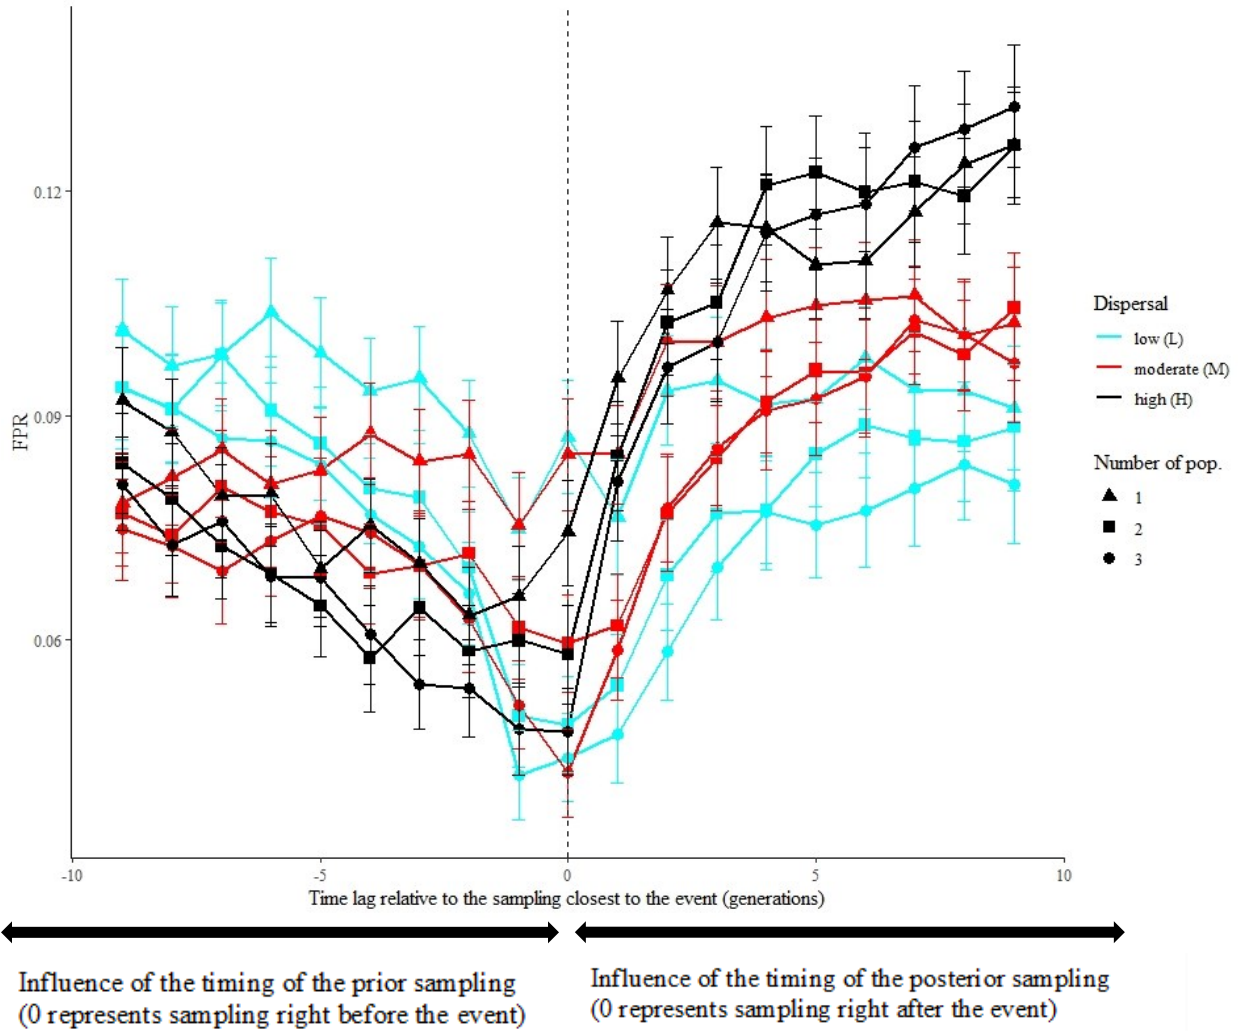 0.12
0.09
0.06
FPR
-10
-5
0
5
10
Time lag relative to the sampling closest to the event (generations)
Dispersal
low (L)
moderate (M)
high (H)
Number of pop.
1
2
3
Influence of the timing of the prior sampling
(0 represents sampling right before the event)
Influence of the timing of the posterior sampling
(0 represents sampling right after the event)